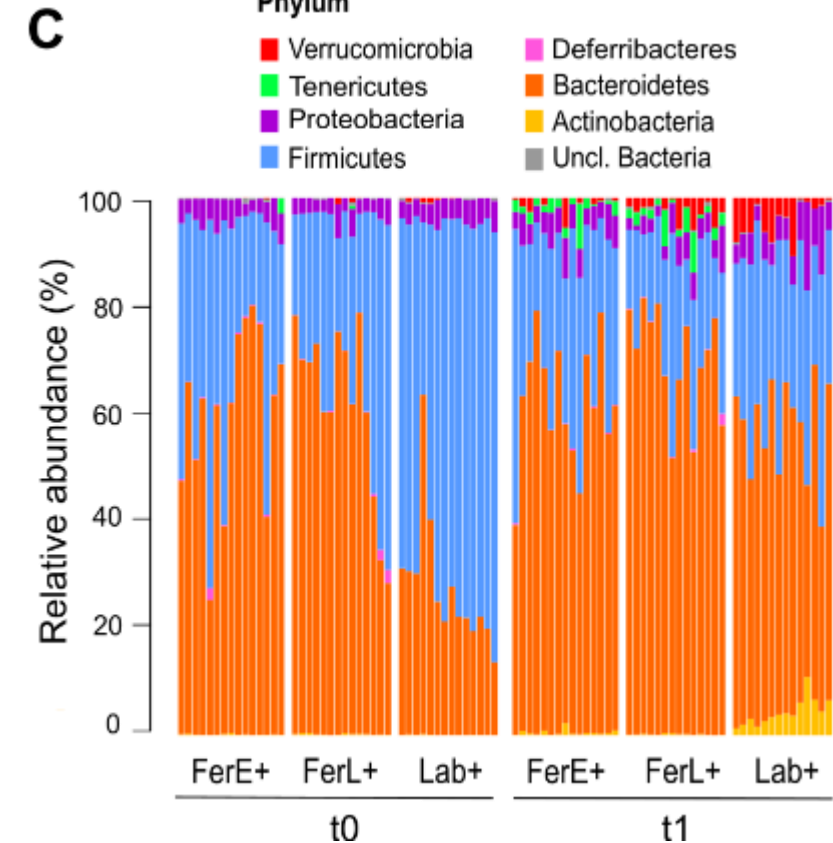 C
Phylum
Verrucomicrobia
Deferribacteres
Tenericutes
Bacteroidetes
Proteobacteria
Actinobacteria
Firmicutes
Uncl. Bacteria
Relative abundance (%)
100
80
60
40
20
0
FerE+ FerL+ Lab+ FerE+ FerL+ Lab+
t0 t1